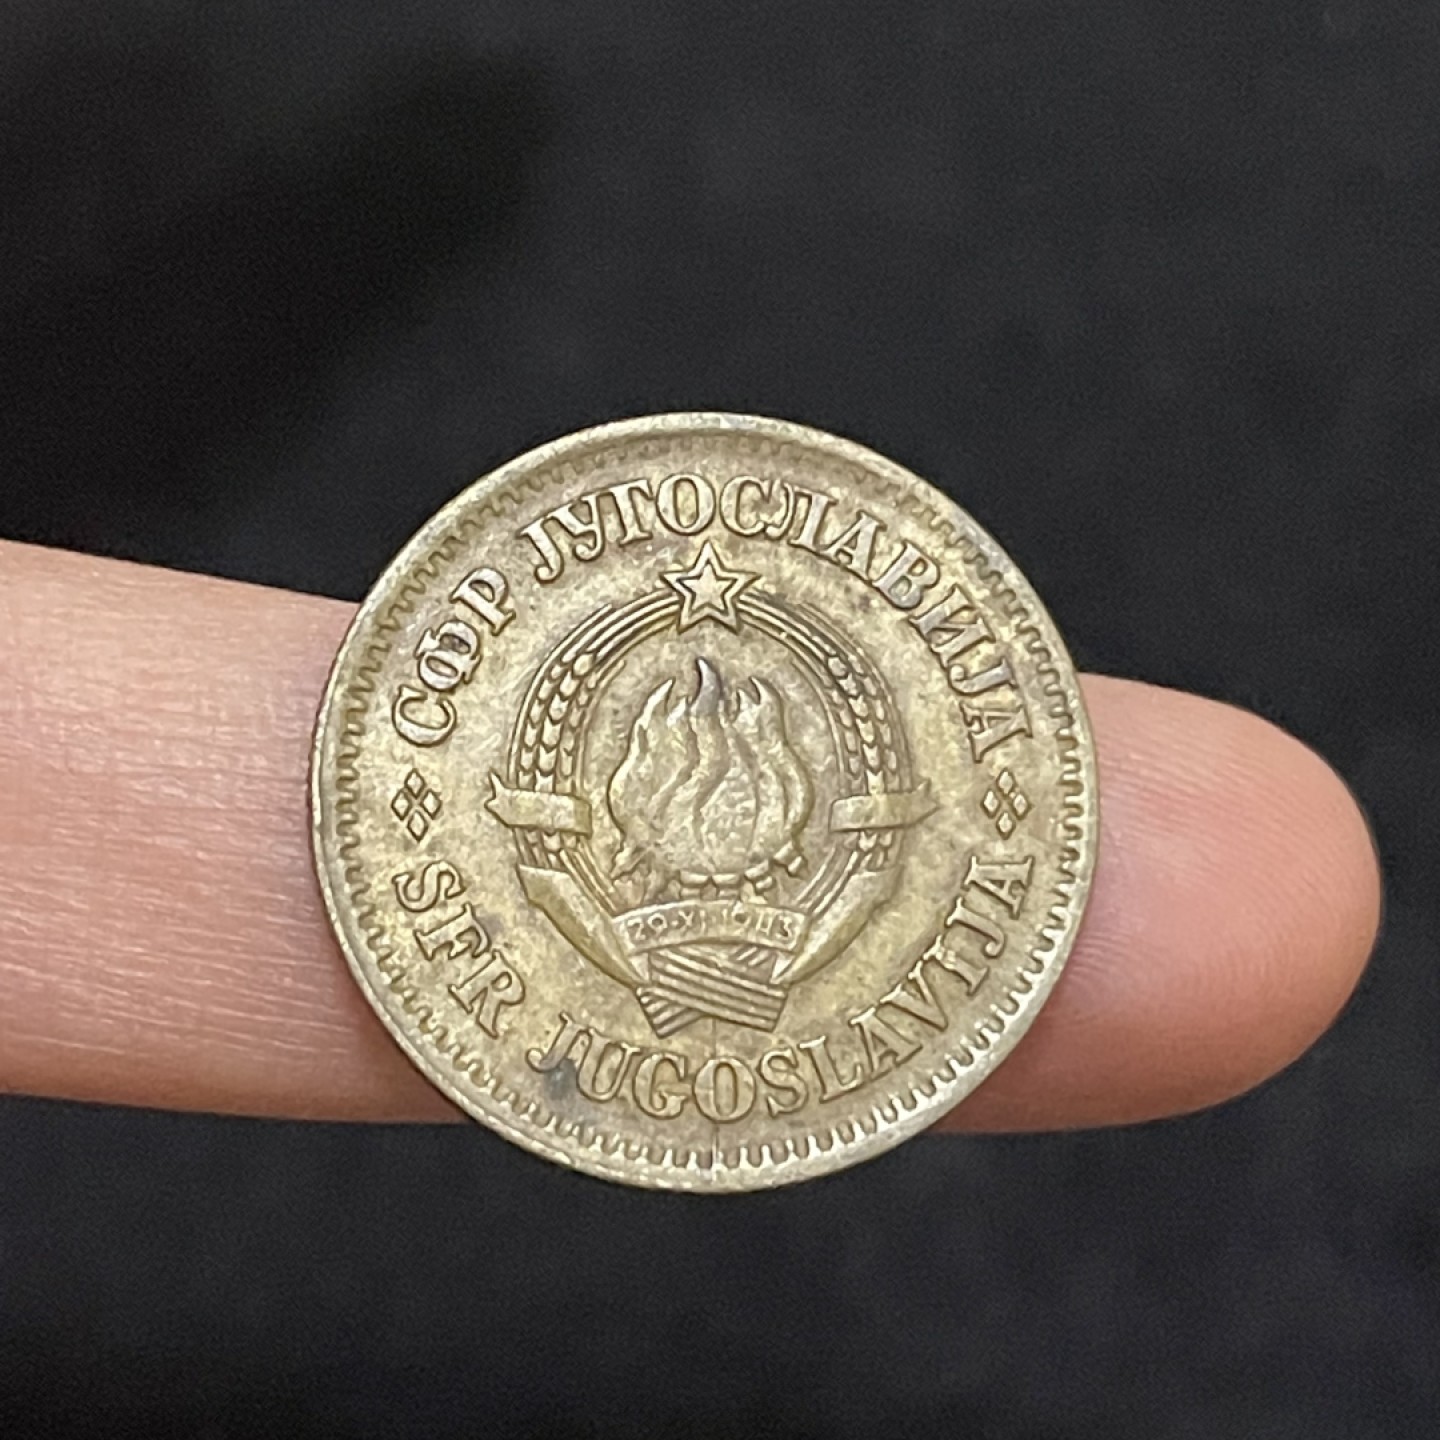 СФР ЈУГОСЛАВИЈА
29·XI·1943
SFR JUGOSLAVIJA